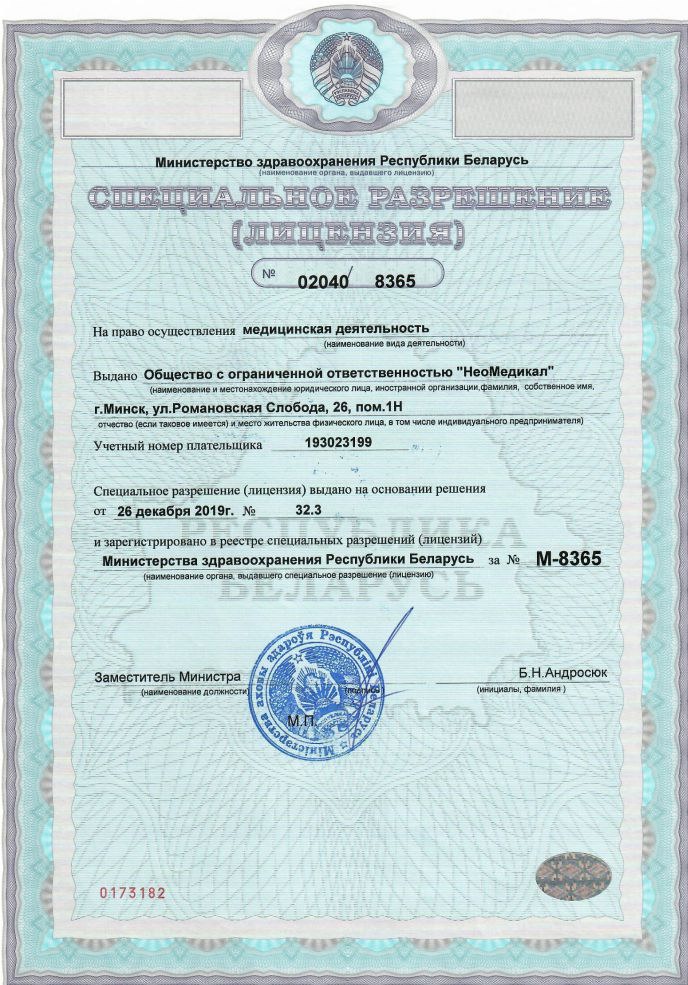 Министерство здравоохранения Республики Беларусь
(наименование органа, выдавшего лицензию)
СПЕЦИАЛЬНОЕ РАЗРЕШЕНИЕ
(ЛИЦЕНЗИЯ)
№ 02040/ 8365
На право осуществления медицинская деятельность
(наименование вида деятельности)
Выдано Общество с ограниченной ответственностью "НеоМедикал"
(наименование и местонахождение юридического лица, иностранной организации,фамилия, собственное имя,
г.Минск, ул.Романовская Слобода, 26, пом.1Н
отчество (если таковое имеется) и место жительства физического лица, в том числе индивидуального предпринимателя)
Учетный номер плательщика 193023199
Специальное разрешение (лицензия) выдано на основании решения
от 26 декабря 2019г. № 32.3
РЕСПУБЛИКА
и зарегистрировано в реестре специальных разрешений (лицензий)
Министерства здравоохранения Республики Беларусь за № М-8365
(наименование органа, выдавшего специальное разрешение (лицензию)
БЕЛАРУСЬ
Міністэрства аховы здароўя Рэспублікі Беларусь
Заместитель Министра Б.Н.Андросюк
(наименование должности) (подпись) (инициалы, фамилия )
М.П.
0173182